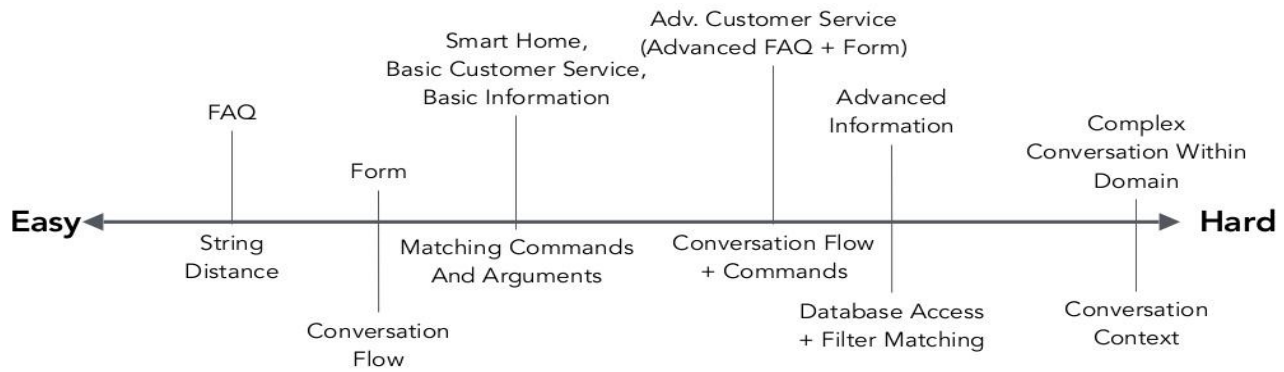 Adv. Customer Service
(Advanced FAQ + Form)
Smart Home,
Basic Customer Service,
Basic Information
FAQ
Advanced
Information
Complex
Conversation Within
Domain
Form
Easy
Hard
String
Distance
Matching Commands
And Arguments
Conversation Flow
+ Commands
Conversation
Flow
Database Access
+ Filter Matching
Conversation
Context